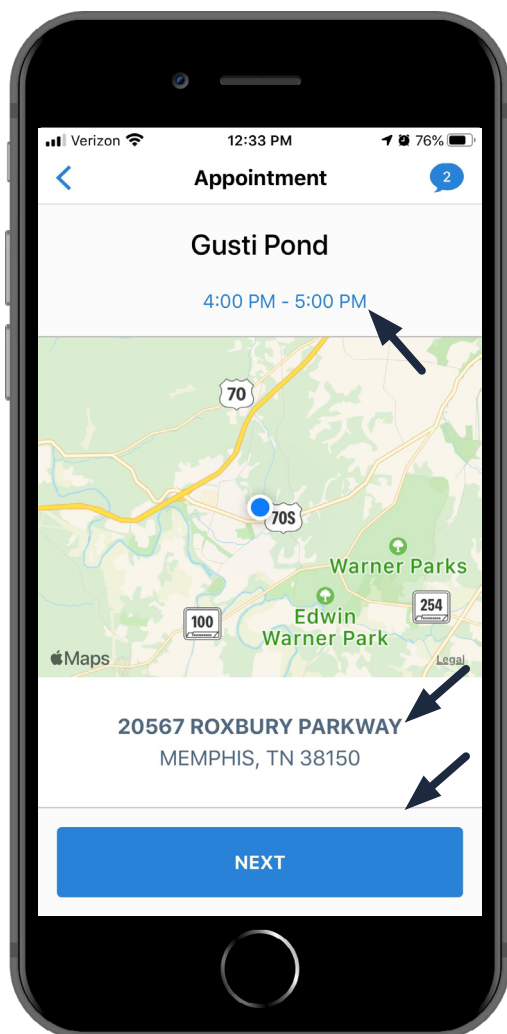 Verizon 12:33 PM 76%
Appointment 2
Gusti Pond
4:00 PM - 5:00 PM
70
70S
Warner Parks
254
100
Edwin
Warner Park
Maps
Legal
20567 ROXBURY PARKWAY
MEMPHIS, TN 38150
NEXT